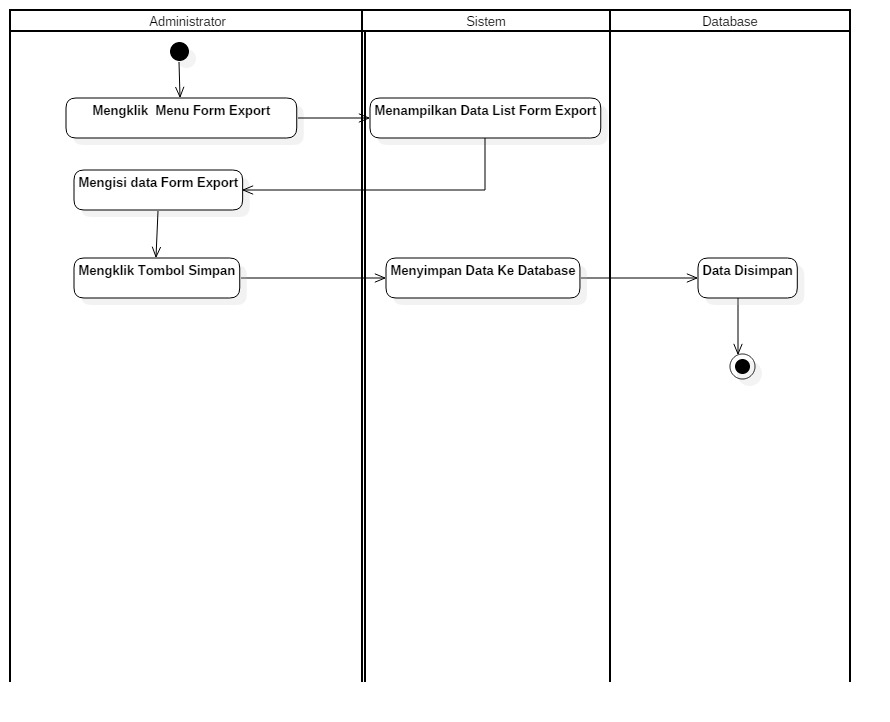 Administrator
Sistem
Database
Mengklik  Menu Form Export
Menampilkan Data List Form Export
Mengisi data Form Export
Mengklik Tombol Simpan
Menyimpan Data Ke Database
Data Disimpan